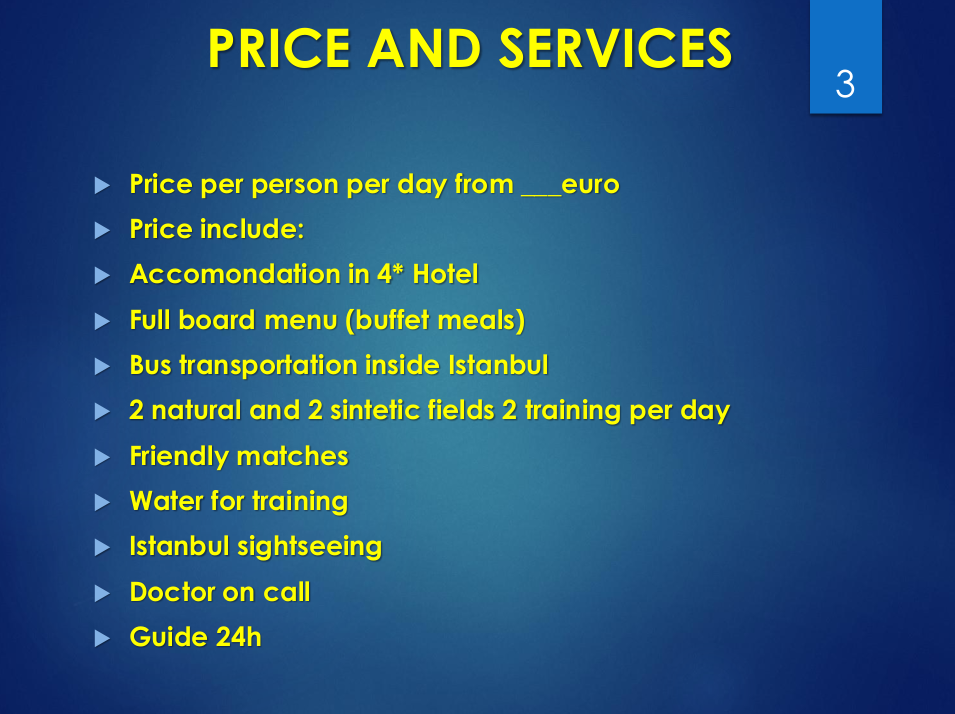 PRICE AND SERVICES
3
Price per person per day from ___euro
Price include:
Accomondation in 4* Hotel
Full board menu (buffet meals)
Bus transportation inside Istanbul
2 natural and 2 sintetic fields 2 training per day
Friendly matches
Water for training
Istanbul sightseeing
Doctor on call
Guide 24h